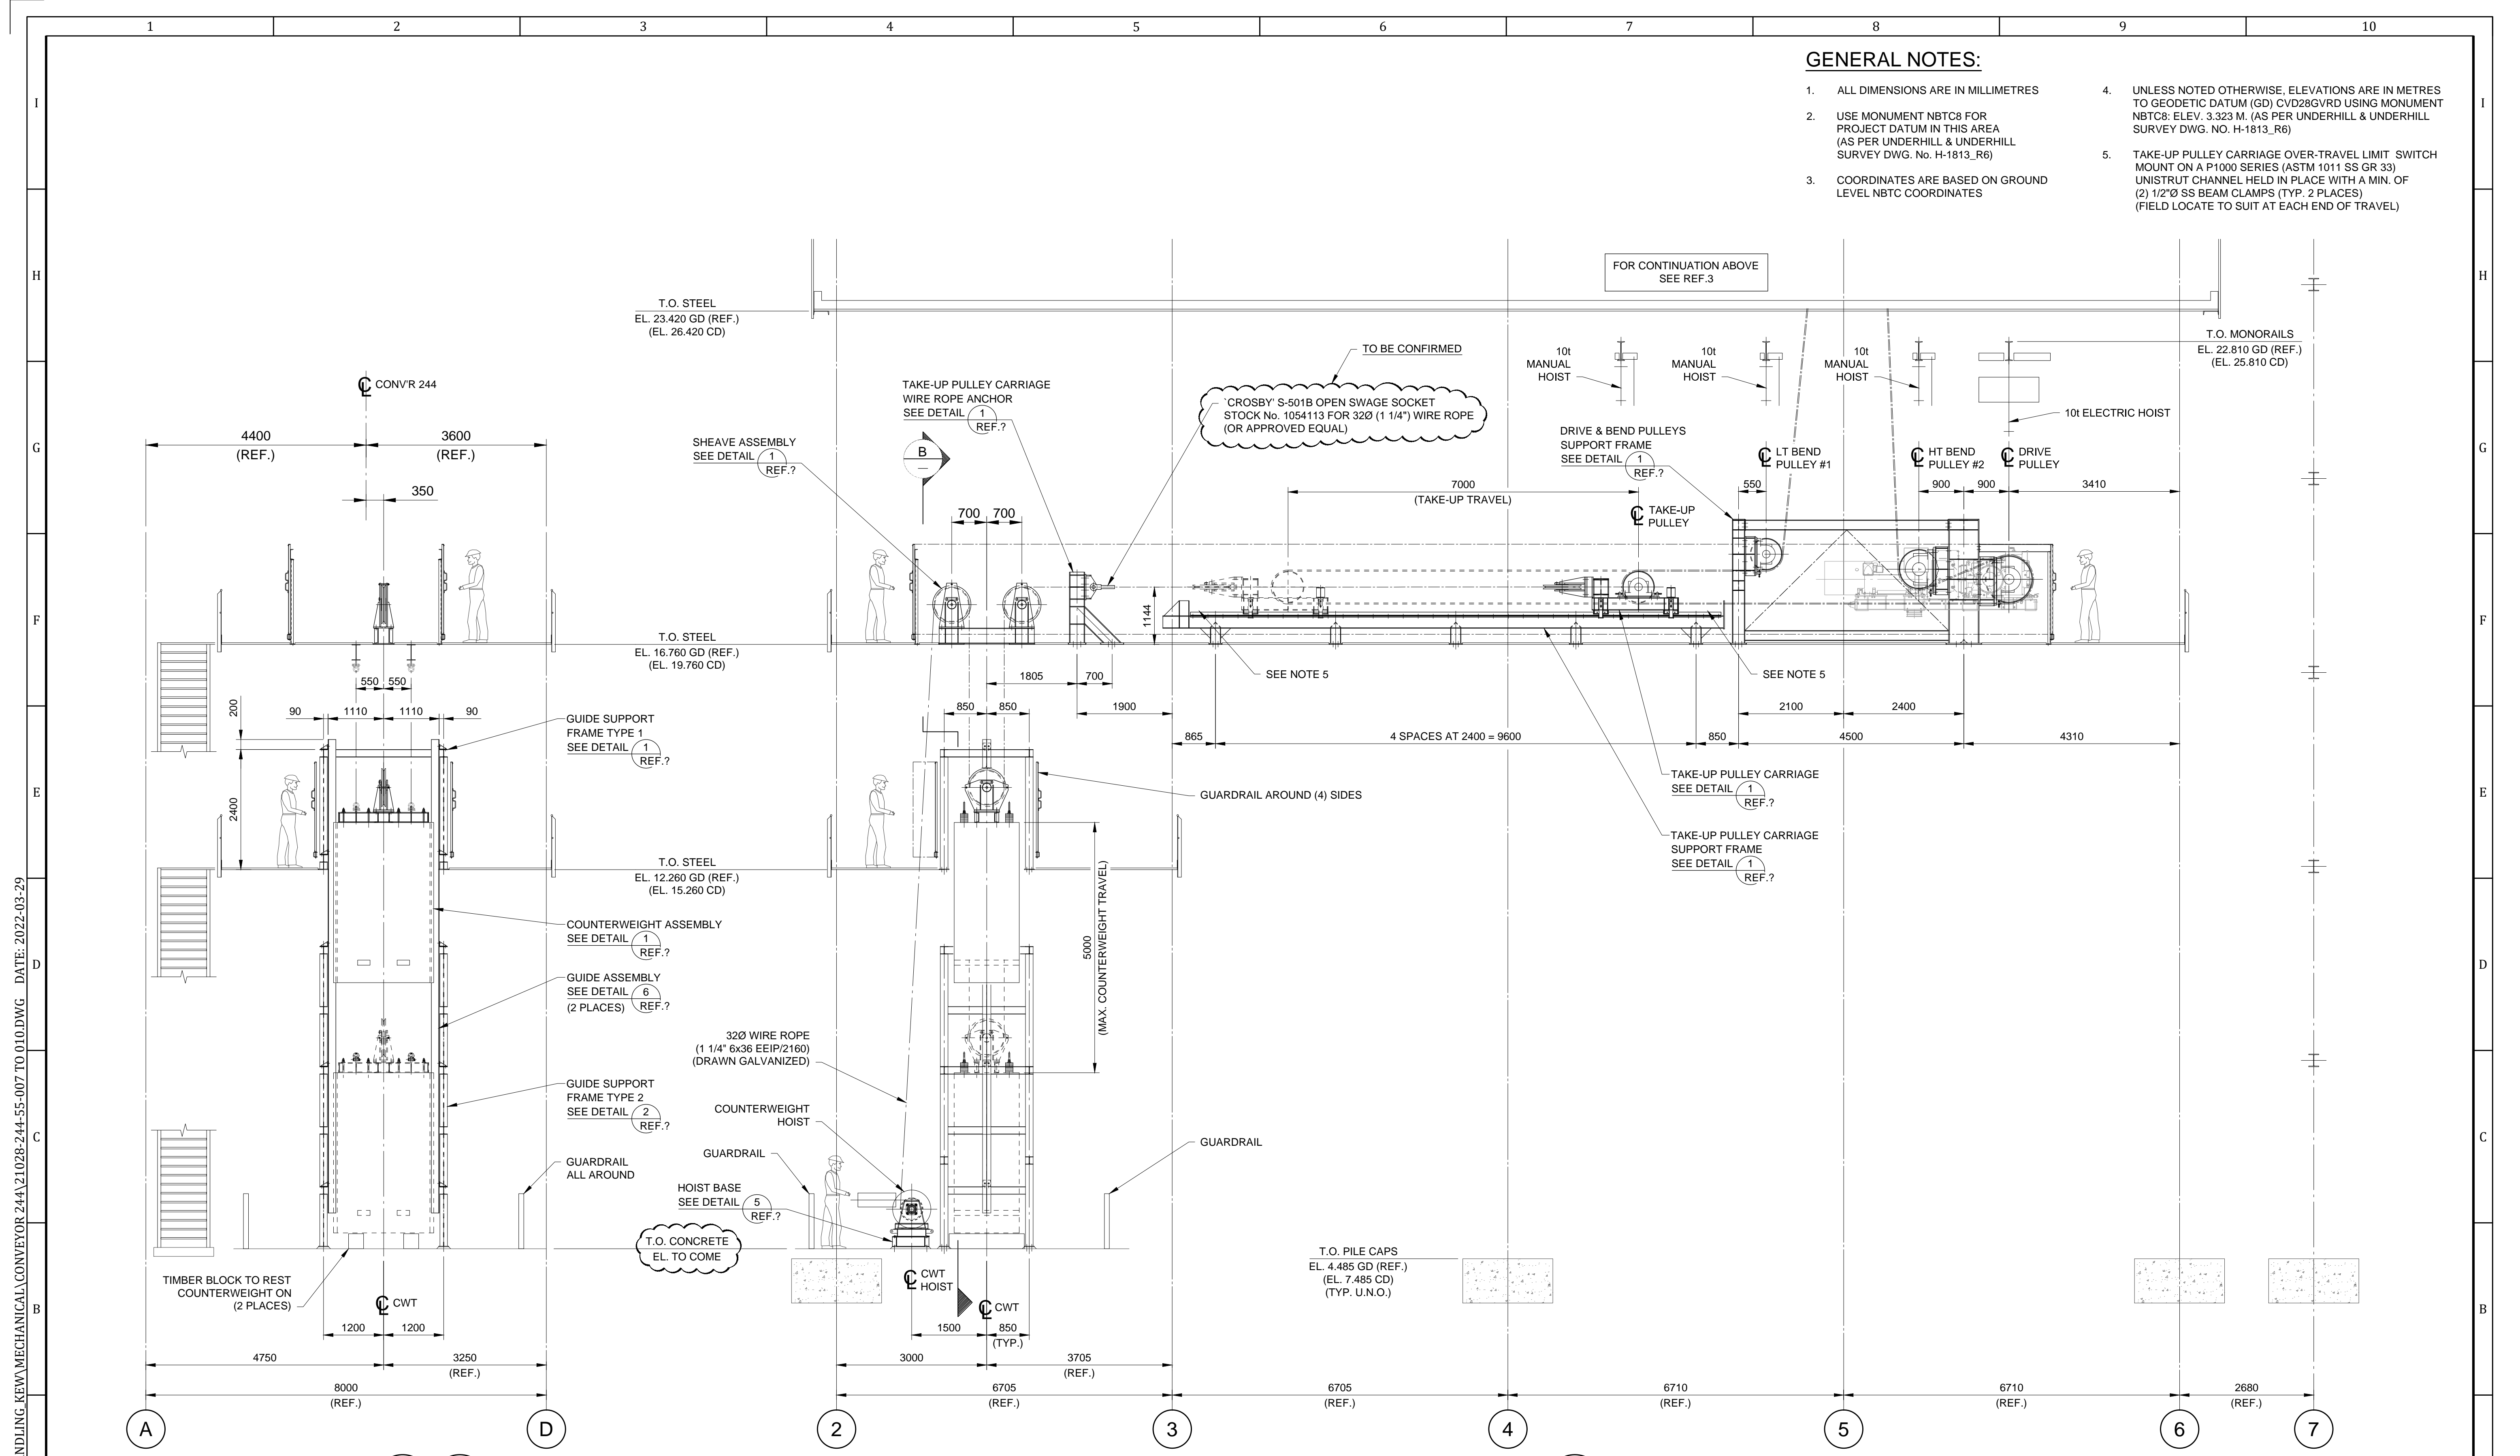 1 2 3 4 5 6 7 8 9 10
GENERAL NOTES:
1. ALL DIMENSIONS ARE IN MILLIMETRES
2. USE MONUMENT NBTC8 FOR
PROJECT DATUM IN THIS AREA
(AS PER UNDERHILL & UNDERHILL
SURVEY DWG. No. H-1813_R6)
3. COORDINATES ARE BASED ON GROUND
LEVEL NBTC COORDINATES
4. UNLESS NOTED OTHERWISE, ELEVATIONS ARE IN METRES
TO GEODETIC DATUM (GD) CVD28GVRD USING MONUMENT
NBTC8: ELEV. 3.323 M. (AS PER UNDERHILL & UNDERHILL
SURVEY DWG. NO. H-1813_R6)
5. TAKE-UP PULLEY CARRIAGE OVER-TRAVEL LIMIT SWITCH
MOUNT ON A P1000 SERIES (ASTM 1011 SS GR 33)
UNISTRUT CHANNEL HELD IN PLACE WITH A MIN. OF
(2) 1/2"Ø SS BEAM CLAMPS (TYP. 2 PLACES)
(FIELD LOCATE TO SUIT AT EACH END OF TRAVEL)
I I
H H
G G
F F
E E
D D
C C
B B
FOR CONTINUATION ABOVE
SEE REF.3
T.O. STEEL
EL. 23.420 GD (REF.)
(EL. 26.420 CD)
T.O. MONORAILS
EL. 22.810 GD (REF.)
(EL. 25.810 CD)
TO BE CONFIRMED
10t
MANUAL
HOIST
10t
MANUAL
HOIST
10t
MANUAL
HOIST
10t ELECTRIC HOIST
CL CONV'R 244
TAKE-UP PULLEY CARRIAGE
WIRE ROPE ANCHOR
SEE DETAIL 1
REF.?
`CROSBY' S-501B OPEN SWAGE SOCKET
STOCK No. 1054113 FOR 32Ø (1 1/4") WIRE ROPE
(OR APPROVED EQUAL)
4400
(REF.)
3600
(REF.)
350
SHEAVE ASSEMBLY
SEE DETAIL 1
REF.?
B
DRIVE & BEND PULLEYS
SUPPORT FRAME
SEE DETAIL 1
REF.?
CL LT BEND
PULLEY #1
CL HT BEND
PULLEY #2
CL DRIVE
PULLEY
7000
(TAKE-UP TRAVEL)
550
900 900 3410
700 700
CL TAKE-UP
PULLEY
1144
T.O. STEEL
EL. 16.760 GD (REF.)
(EL. 19.760 CD)
SEE NOTE 5
SEE NOTE 5
550 550
1805 700
200
90 1110 1110 90
850 850
1900
2100 2400
865 4 SPACES AT 2400 = 9600 850 4500 4310
GUIDE SUPPORT
FRAME TYPE 1
SEE DETAIL 1
REF.?
2400
GUARDRAIL AROUND (4) SIDES
TAKE-UP PULLEY CARRIAGE
SEE DETAIL 1
REF.?
TAKE-UP PULLEY CARRIAGE
SUPPORT FRAME
SEE DETAIL 1
REF.?
T.O. STEEL
EL. 12.260 GD (REF.)
(EL. 15.260 CD)
COUNTERWEIGHT ASSEMBLY
SEE DETAIL 1
REF.?
5000
(MAX. COUNTERWEIGHT TRAVEL)
GUIDE ASSEMBLY
SEE DETAIL 6
(2 PLACES) REF.?
32Ø WIRE ROPE
(1 1/4" 6x36 EEIP/2160)
(DRAWN GALVANIZED)
GUIDE SUPPORT
FRAME TYPE 2
SEE DETAIL 2
REF.?
COUNTERWEIGHT
HOIST
GUARDRAIL
GUARDRAIL
GUARDRAIL
ALL AROUND
HOIST BASE
SEE DETAIL 5
REF.?
T.O. CONCRETE
EL. TO COME
T.O. PILE CAPS
EL. 4.485 GD (REF.)
(EL. 7.485 CD)
(TYP. U.N.O.)
TIMBER BLOCK TO REST
COUNTERWEIGHT ON
(2 PLACES)
CL CWT
CL CWT
HOIST
CL CWT
1200 1200
1500 850
(TYP.)
4750 3250
(REF.)
3000 3705
(REF.)
8000
(REF.)
6705
(REF.)
6705
(REF.)
6710
(REF.)
6710
(REF.)
2680
(REF.)
A D 2 3 4 5 6 7
NDLING_KEW\MECHANICAL\CONVEYOR 244\21028-244-55-007 TO 010.DWG DATE: 2022-03-29